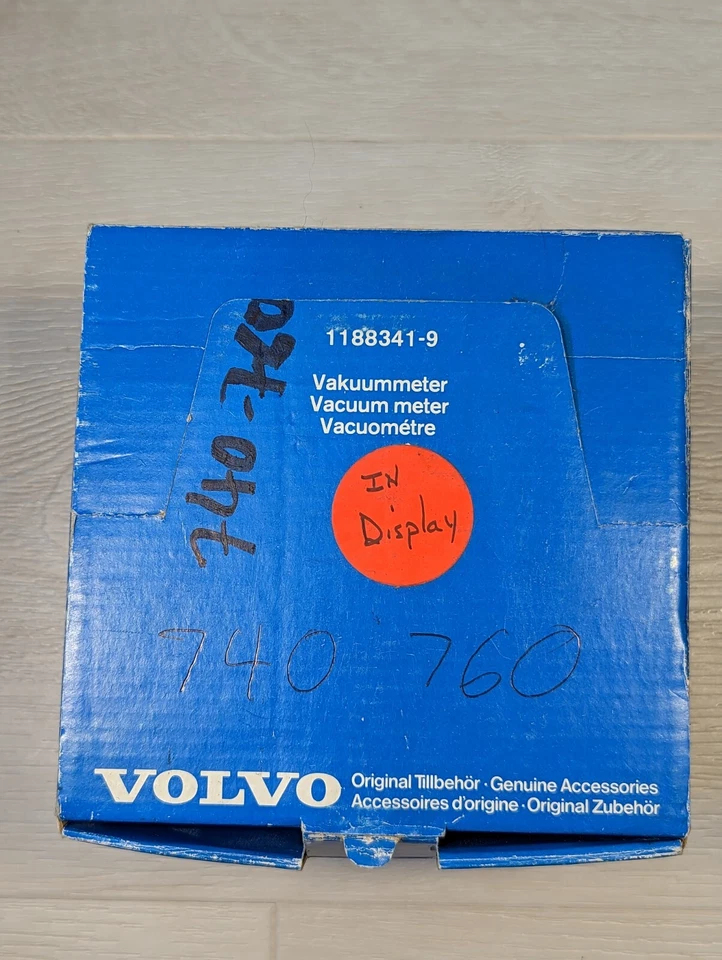 1188341-9
Vakuummeter
Vacuum meter
Vacuométre
740-760
IN
Display
740 760
VOLVO
Original Tillbehör · Genuine Accessories
Accessoires d'origine · Original Zubehör